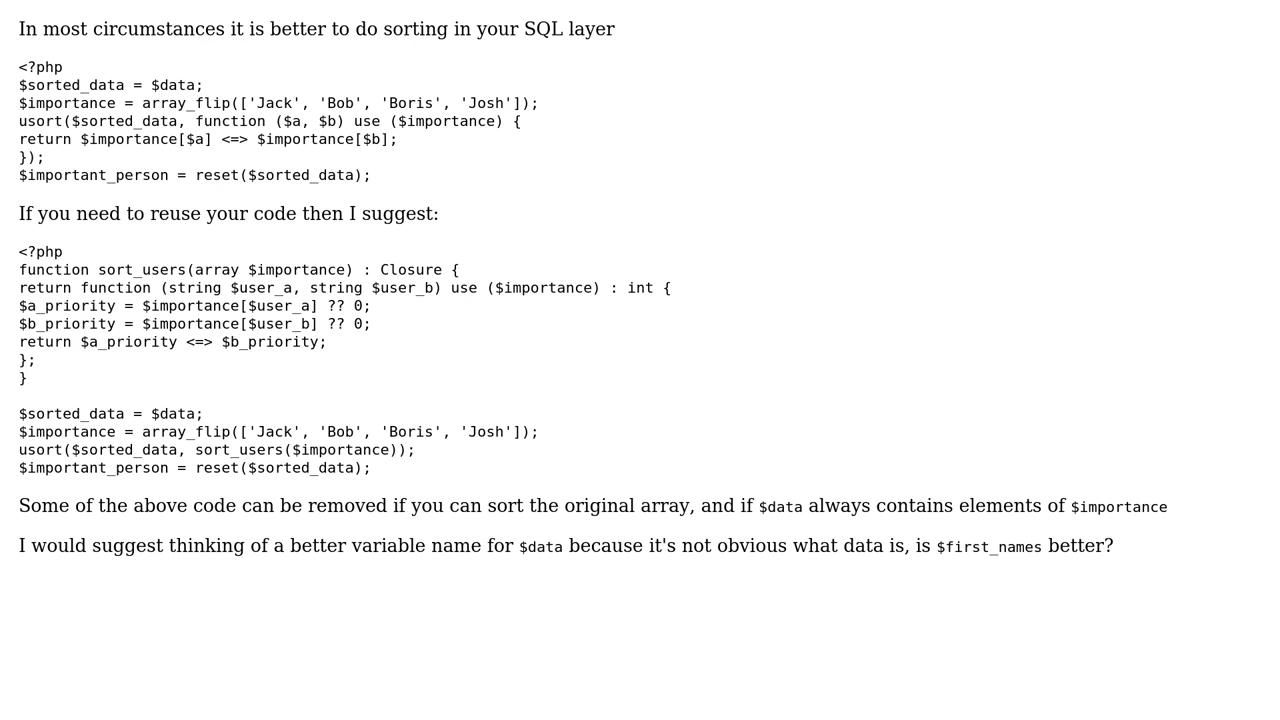 In most circumstances it is better to do sorting in your SQL layer
<?php
$sorted_data = $data;
$importance = array_flip(['Jack', 'Bob', 'Boris', 'Josh']);
usort($sorted_data, function ($a, $b) use ($importance) {
return $importance[$a] <=> $importance[$b];
});
$important_person = reset($sorted_data);
If you need to reuse your code then I suggest:
<?php
function sort_users(array $importance) : Closure {
return function (string $user_a, string $user_b) use ($importance) : int {
$a_priority = $importance[$user_a] ?? 0;
$b_priority = $importance[$user_b] ?? 0;
return $a_priority <=> $b_priority;
};
}
$sorted_data = $data;
$importance = array_flip(['Jack', 'Bob', 'Boris', 'Josh']);
usort($sorted_data, sort_users($importance));
$important_person = reset($sorted_data);
Some of the above code can be removed if you can sort the original array, and if $data always contains elements of $importance
I would suggest thinking of a better variable name for $data because it's not obvious what data is, is $first_names better?